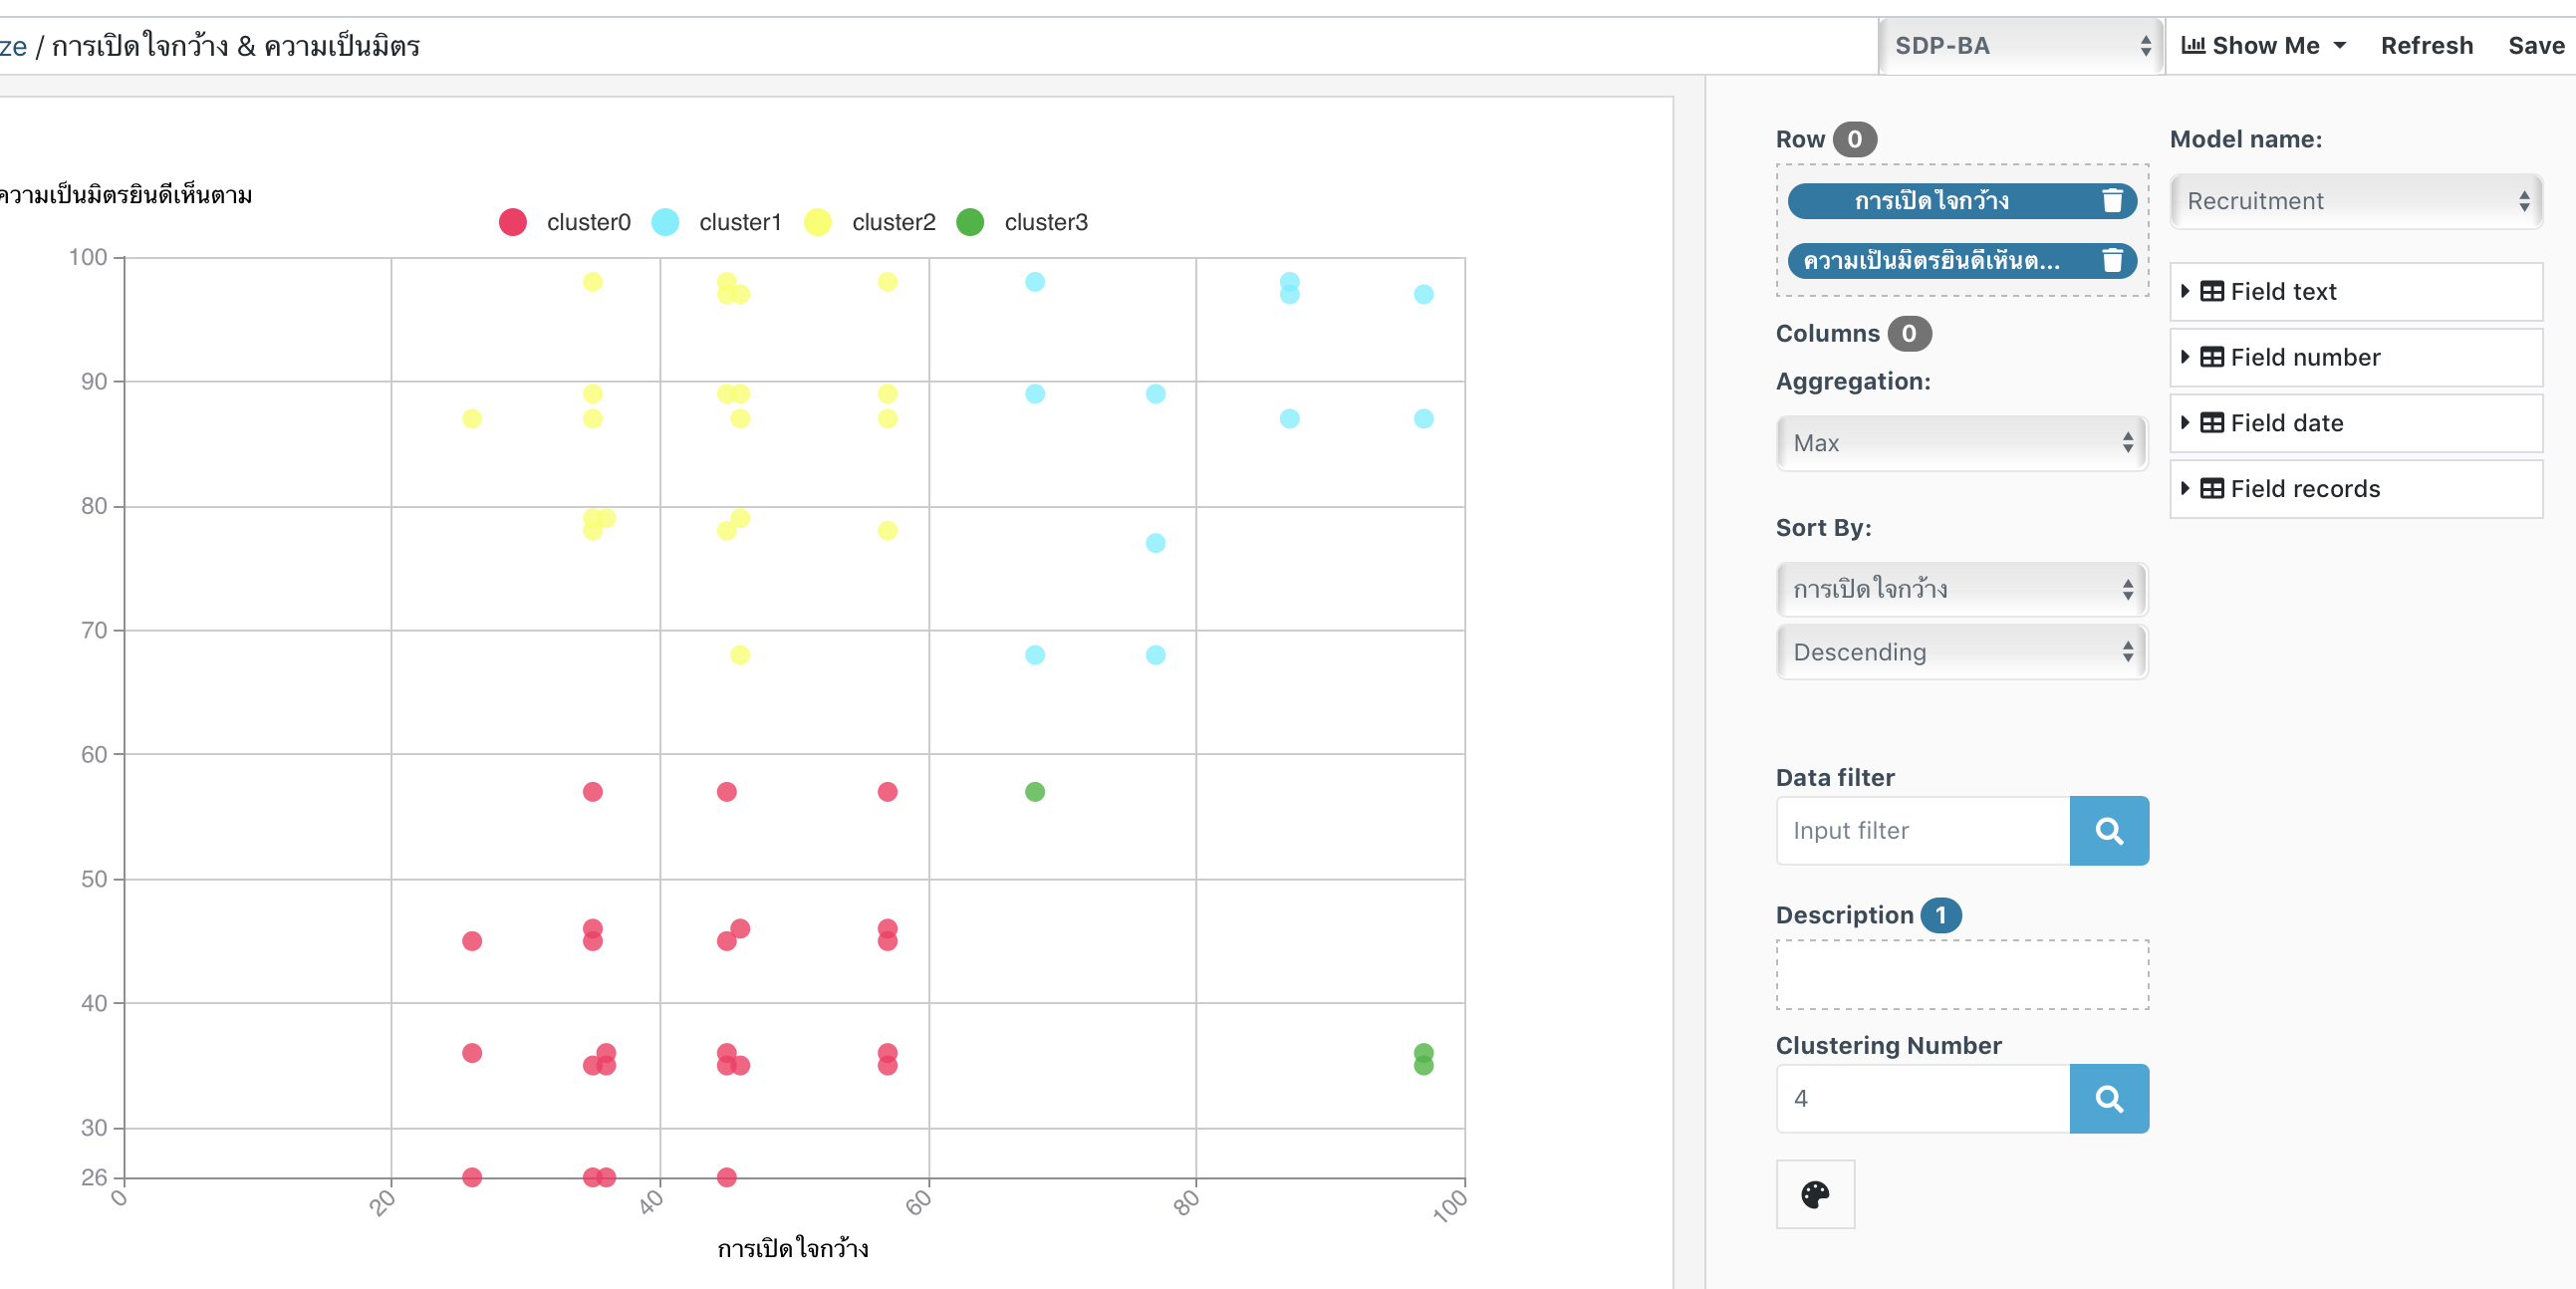 ze / การเปิดใจกว้าง & ความเป็นมิตร
SDP-BA
Show Me
Refresh
Save
ความเป็นมิตรยินดีเห็นตาม
cluster0
cluster1
cluster2
cluster3
100
90
80
70
60
50
40
30
26
0
20
40
60
80
100
การเปิดใจกว้าง
Row 0
การเปิดใจกว้าง
ความเป็นมิตรยินดีเห็นต...
Columns 0
Aggregation:
Max
Sort By:
การเปิดใจกว้าง
Descending
Data filter
Input filter
Description 1
Clustering Number
4
Model name:
Recruitment
Field text
Field number
Field date
Field records